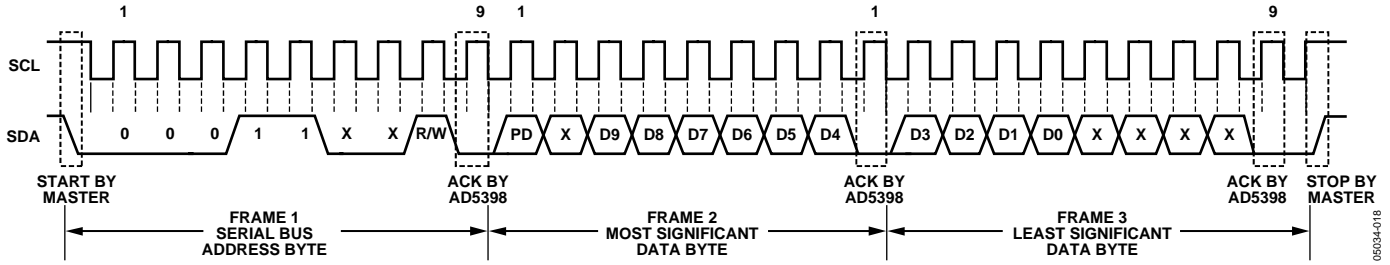 1 9 1 1 9
SCL
SDA 0 0 0 1 1 X X R/W PD X D9 D8 D7 D6 D5 D4 D3 D2 D1 D0 X X X X
START BY MASTER
ACK BY AD5398
ACK BY AD5398
ACK BY AD5398
STOP BY MASTER
FRAME 1
SERIAL BUS
ADDRESS BYTE
FRAME 2
MOST SIGNIFICANT
DATA BYTE
FRAME 3
LEAST SIGNIFICANT
DATA BYTE
05034-018